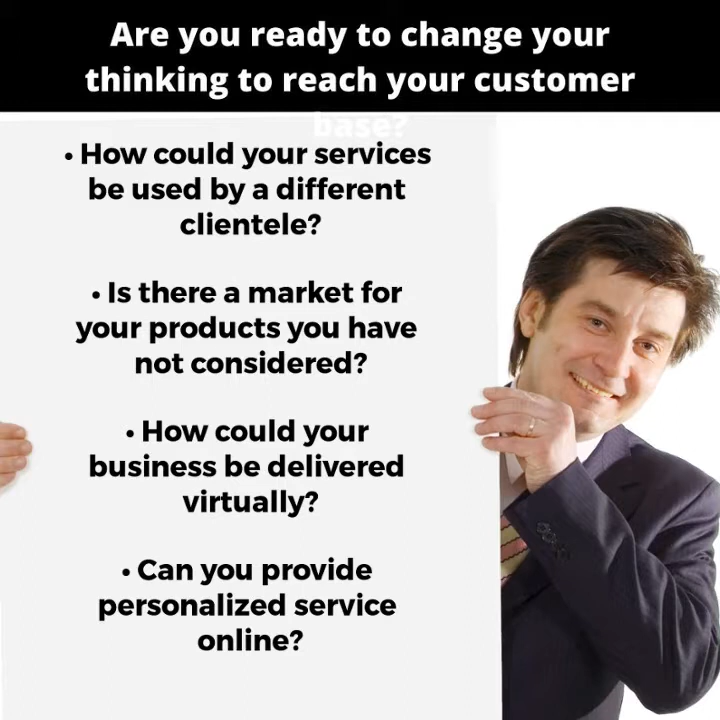 Are you ready to change your
thinking to reach your customer
base?
• How could your services
be used by a different
clientele?
• Is there a market for
your products you have
not considered?
• How could your
business be delivered
virtually?
• Can you provide
personalized service
online?